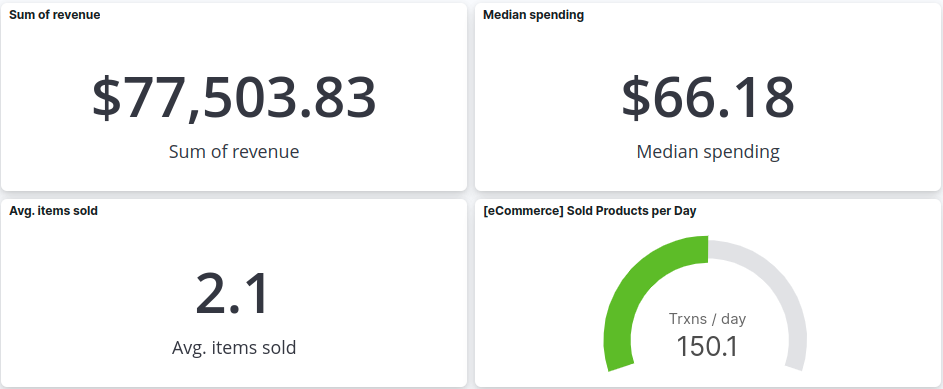 Sum of revenue
$77,503.83
Sum of revenue
Median spending
$66.18
Median spending
Avg. items sold
2.1
Avg. items sold
[eCommerce] Sold Products per Day
Trxns / day
150.1